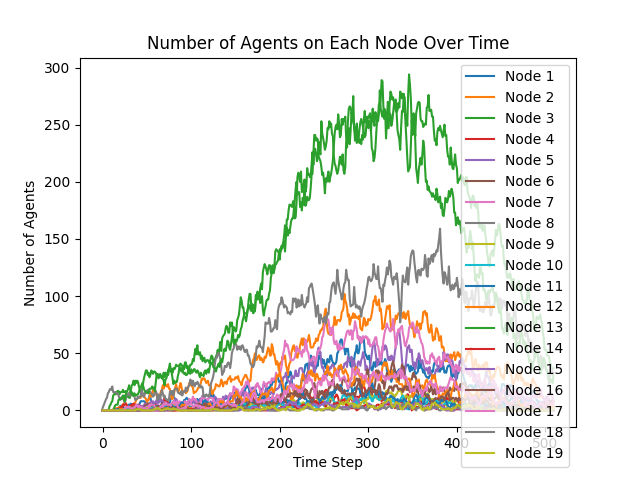 Number of Agents on Each Node Over Time
Number of Agents
300
250
200
150
100
50
0
0
100
200
300
400
500
Time Step
Node 1
Node 2
Node 3
Node 4
Node 5
Node 6
Node 7
Node 8
Node 9
Node 10
Node 11
Node 12
Node 13
Node 14
Node 15
Node 16
Node 17
Node 18
Node 19